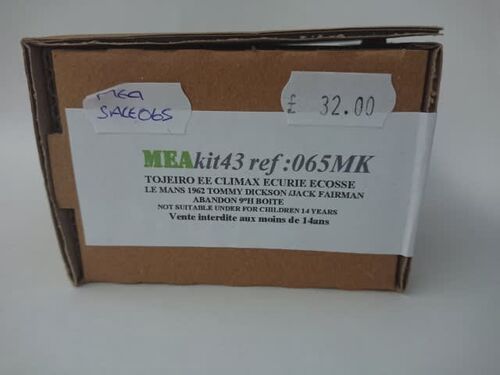 MEA
£ 32.00
MEAkit43 ref :065MK
TOJEIRO EE CLIMAX ECURIE ECOSSE
LE MANS 1962 TOMMY DICKSON /JACK FAIRMAN
ABANDON 9°H BOITE
NOT SUITABLE UNDER FOR CHILDREN 14 YEARS
Vente interdite aux moins de 14ans